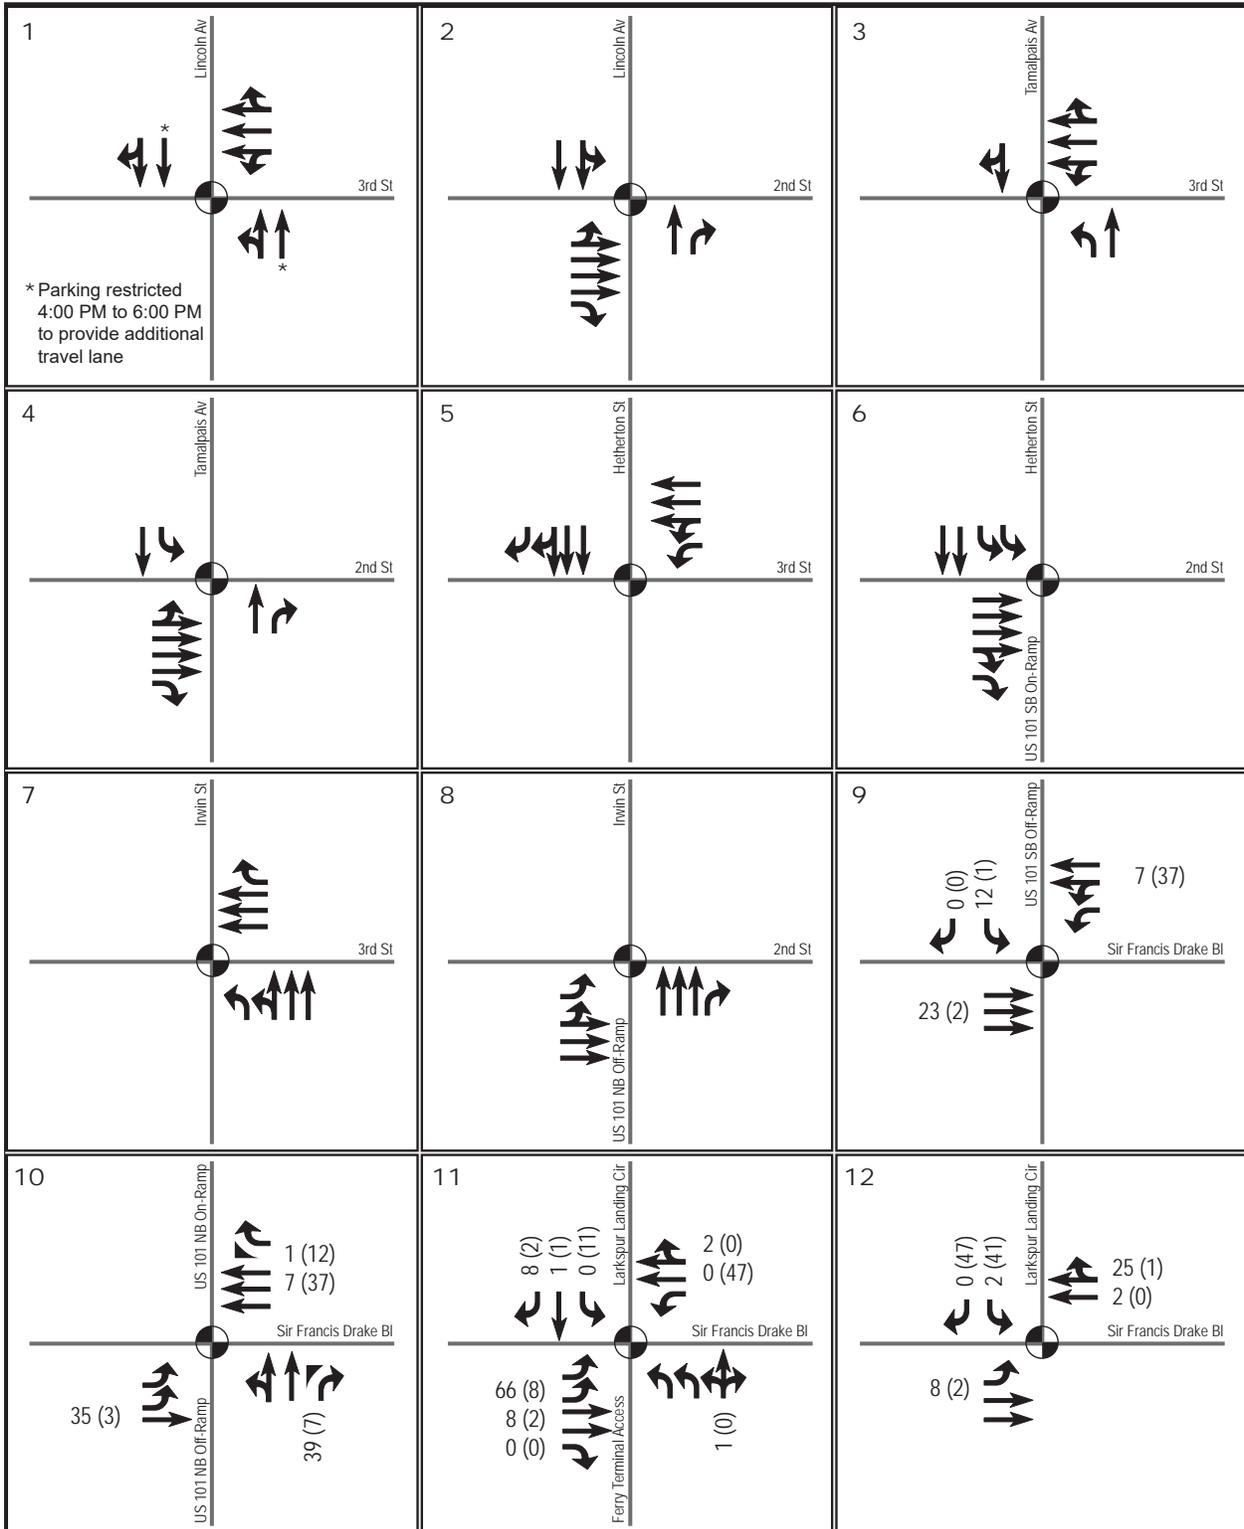 1
Lincoln Av
*
3rd St
*
* Parking restricted
4:00 PM to 6:00 PM
to provide additional
travel lane
2
Lincoln Av
2nd St
3
Tamalpais Av
3rd St
4
Tamalpais Av
2nd St
5
Hetherton St
3rd St
6
Hetherton St
2nd St
US 101 SB On-Ramp
7
Irwin St
3rd St
8
Irwin St
2nd St
US 101 NB Off-Ramp
9
US 101 SB Off-Ramp
0 (0)
12 (1)
7 (37)
Sir Francis Drake Bl
23 (2)
10
US 101 NB On-Ramp
1 (12)
7 (37)
Sir Francis Drake Bl
35 (3)
39 (7)
US 101 NB Off-Ramp
11
Larkspur Landing Cir
8 (2)
1 (1)
0 (11)
2 (0)
0 (47)
Sir Francis Drake Bl
66 (8)
8 (2)
0 (0)
1 (0)
Ferry Terminal Access
12
Larkspur Landing Cir
0 (47)
2 (41)
25 (1)
2 (0)
Sir Francis Drake Bl
8 (2)